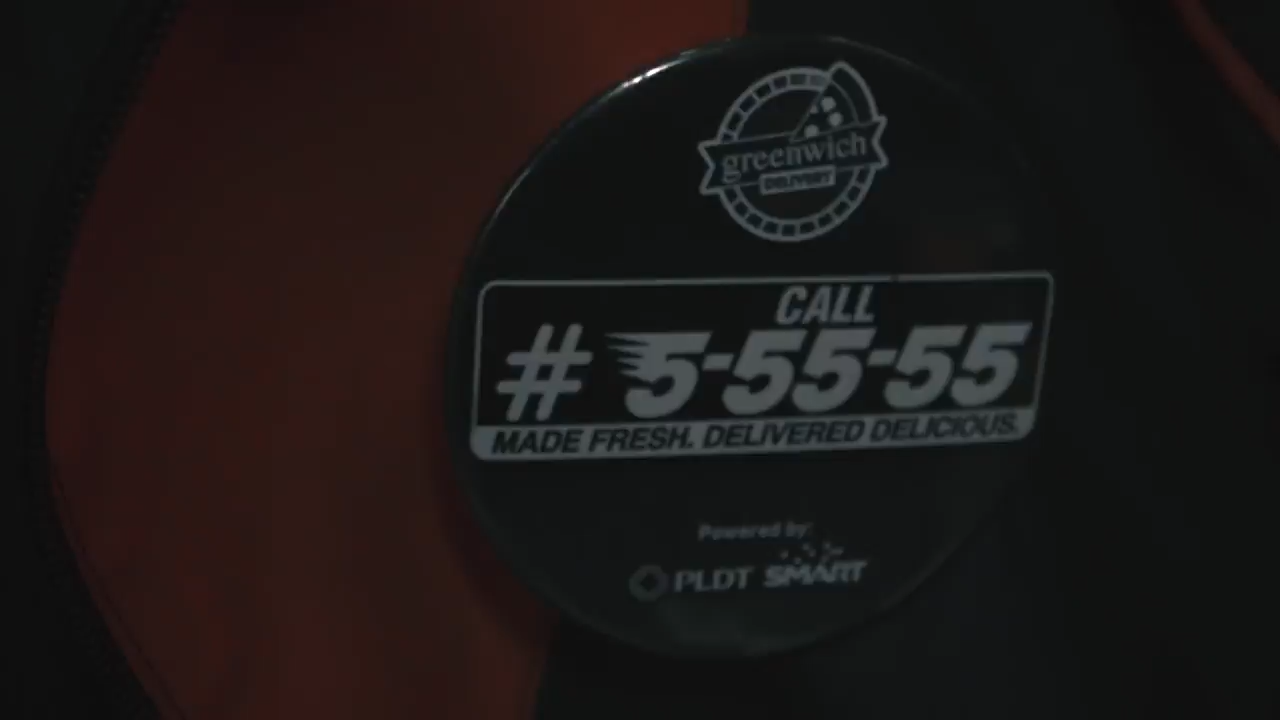 greenwich
DELIVERY
CALL
# 5-55-55
MADE FRESH. DELIVERED DELICIOUS.
Powered by:
PLDT SMART